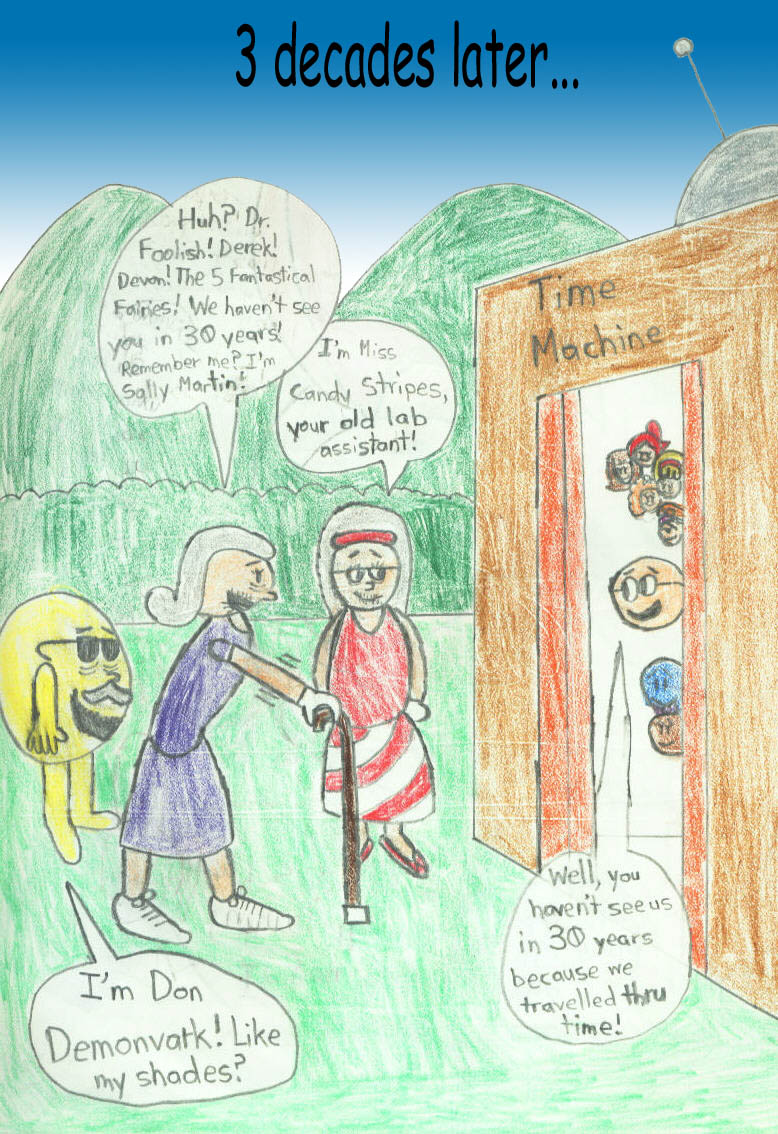 3 decades later...
Huh? Dr.
Foolish! Derek!
Devon! The 5 Fantastical
Fairies! We haven't see
you in 30 years!
Remember me? I'm
Sally Martin!
I'm Miss
Candy Stripes,
your old lab
assistant!
Time
Machine
Well, you
haven't see us
in 30 years
because we
travelled thru
time!
I'm Don
Demonvark! Like
my shades?